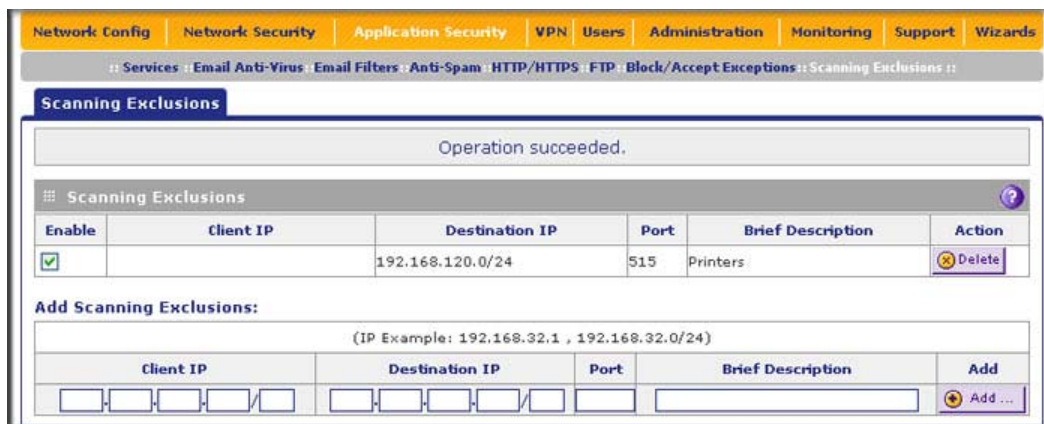 Network Config Network Security Application Security VPN Users Administration Monitoring Support Wizards
:: Services :: Email Anti-Virus :: Email Filters :: Anti-Spam :: HTTP/HTTPS :: FTP :: Block/Accept Exceptions :: Scanning Exclusions ::
Scanning Exclusions
Operation succeeded.
Scanning Exclusions ?
Enable Client IP Destination IP Port Brief Description Action
192.168.120.0/24 515 Printers Delete
Add Scanning Exclusions:
(IP Example: 192.168.32.1 , 192.168.32.0/24)
Client IP Destination IP Port Brief Description Add
. . . / . . . / Add ...